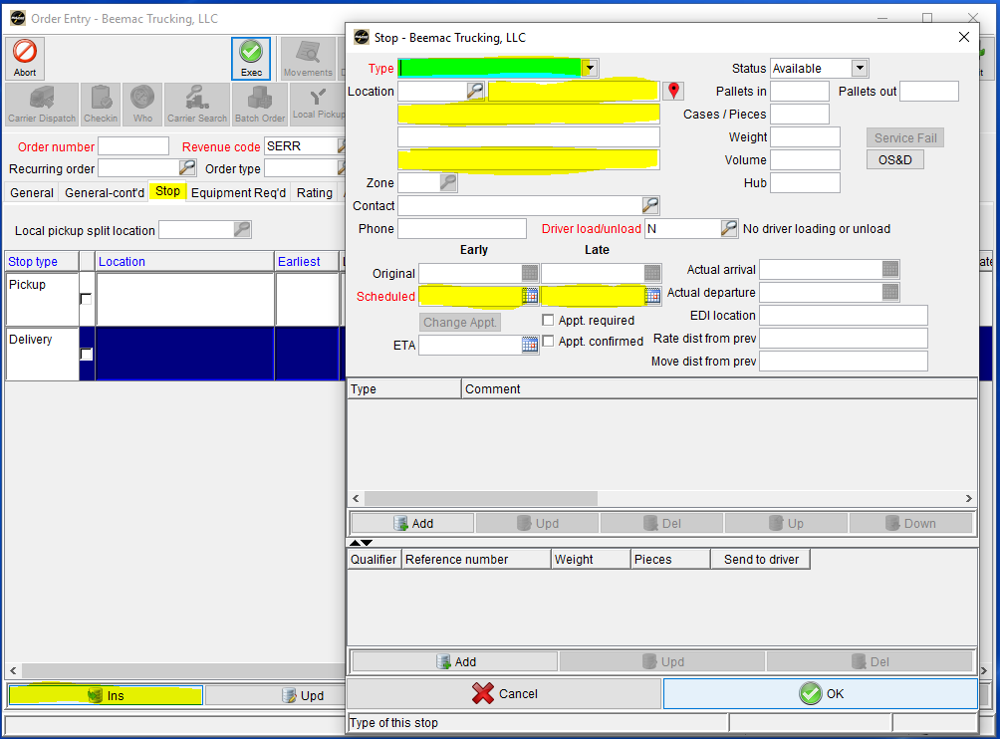 Order Entry - Beemac Trucking, LLC
Abort
Exec
Movements
Carrier Dispatch
Checkin
Who
Carrier Search
Batch Order
Local Pickup
Order number
Revenue code
SERR
Recurring order
Order type
General
General-cont'd
Stop
Equipment Req'd
Rating
Local pickup split location
Stop type
Location
Earliest
Pickup
Delivery
Ins
Upd
Stop - Beemac Trucking, LLC
Type
Status
Available
Location
Pallets in
Pallets out
Cases / Pieces
Weight
Service Fail
Volume
OS&D
Zone
Hub
Contact
Phone
Driver load/unload
N
No driver loading or unload
Early
Late
Original
Actual arrival
Scheduled
Actual departure
Change Appt.
Appt. required
EDI location
ETA
Appt. confirmed
Rate dist from prev
Move dist from prev
Type
Comment
Add
Upd
Del
Up
Down
Qualifier
Reference number
Weight
Pieces
Send to driver
Add
Upd
Del
Cancel
OK
Type of this stop